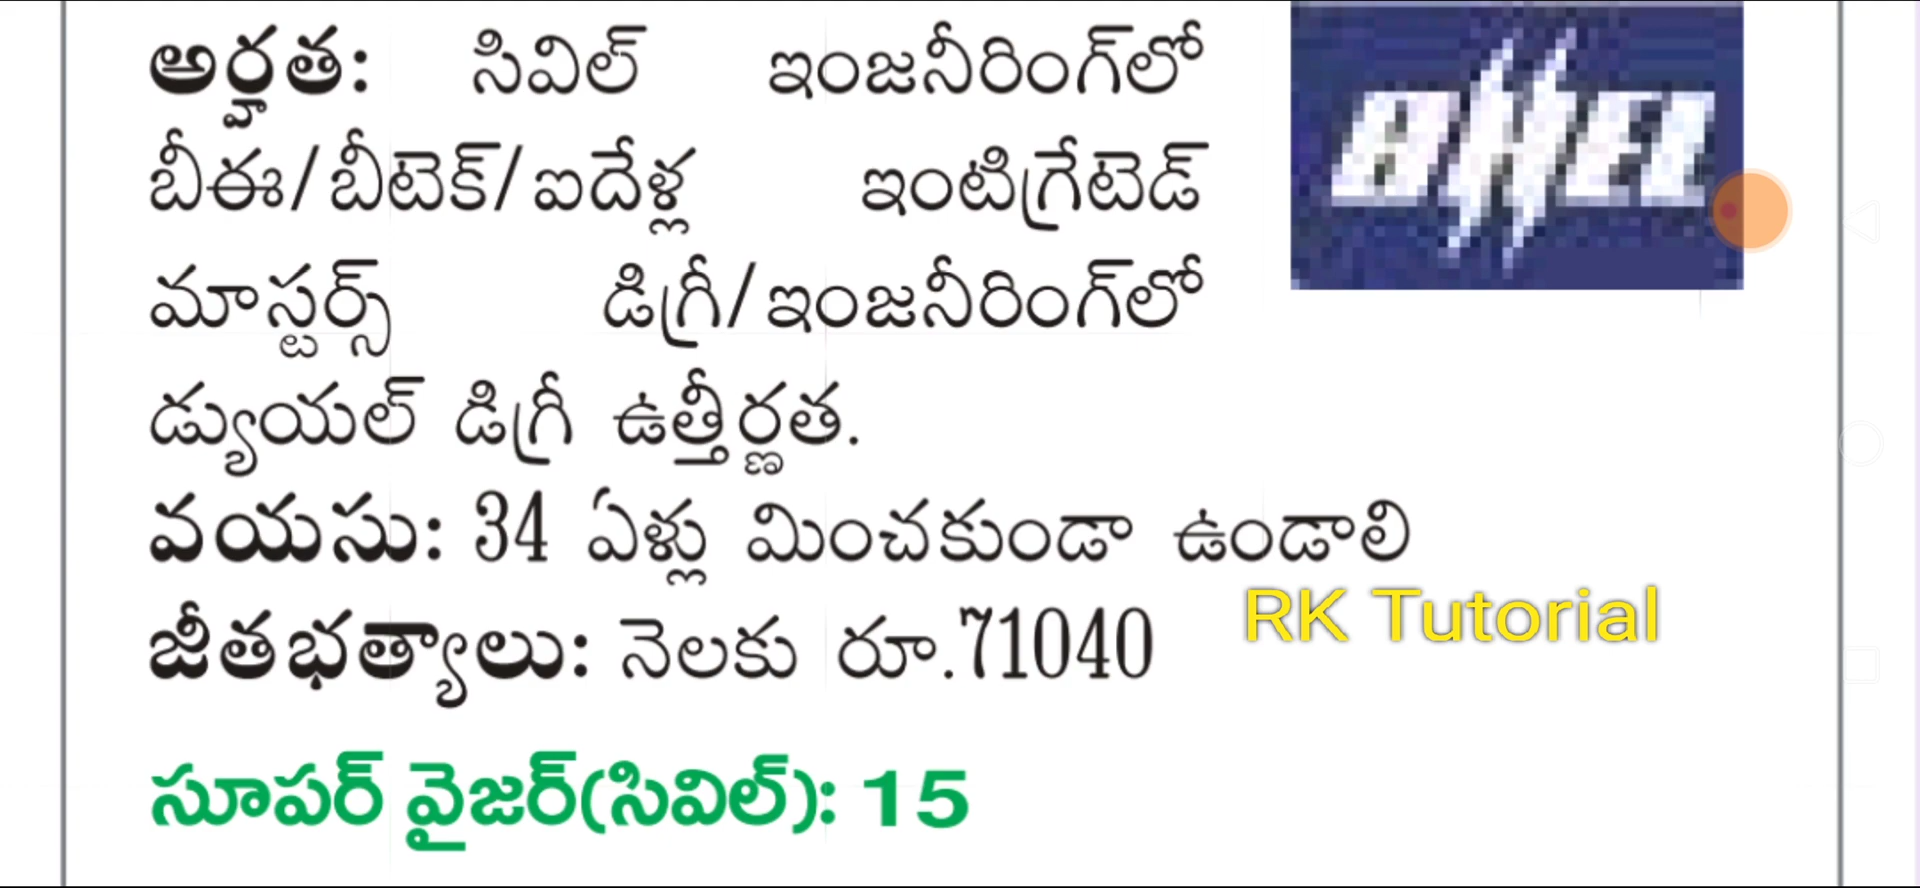 అర్హత: సివిల్ ఇంజనీరింగ్‌లో
బీఈ/బీటెక్/ఐదేళ్ల ఇంటిగ్రేటెడ్
మాస్టర్స్ డిగ్రీ/ఇంజనీరింగ్‌లో
డ్యుయల్ డిగ్రీ ఉత్తీర్ణత.
వయసు: 34 ఏళ్లు మించకుండా ఉండాలి
జీతభత్యాలు: నెలకు రూ.71040
సూపర్ వైజర్(సివిల్): 15
BHEL
RK Tutorial